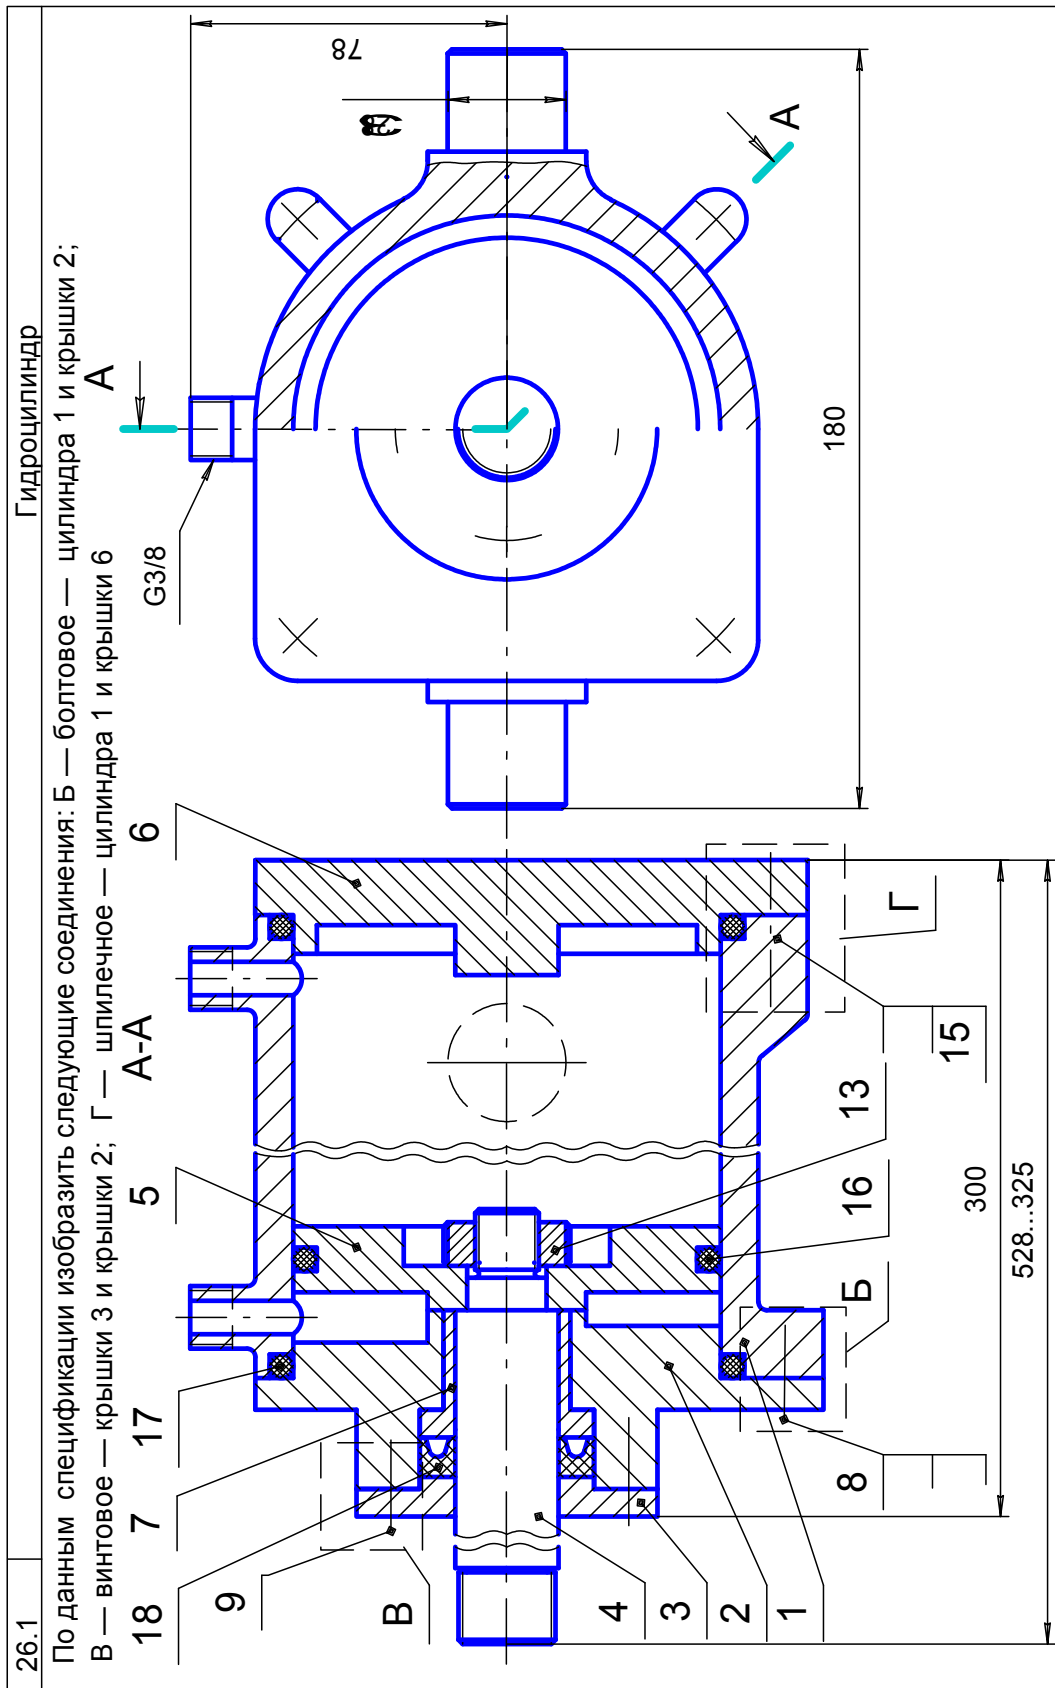 26.1
Гидроцилиндр
По данным спецификации изобразить следующие соединения: Б — болтовое — цилиндра 1 и крышки 2;
В — винтовое — крышки 3 и крышки 2; Г — шпилечное — цилиндра 1 и крышки 6
18
7
17
5
А-А
6
G3/8
А
78
А
180
9
В
4
3
2
1
8
Б
16
13
15
Г
300
528...325